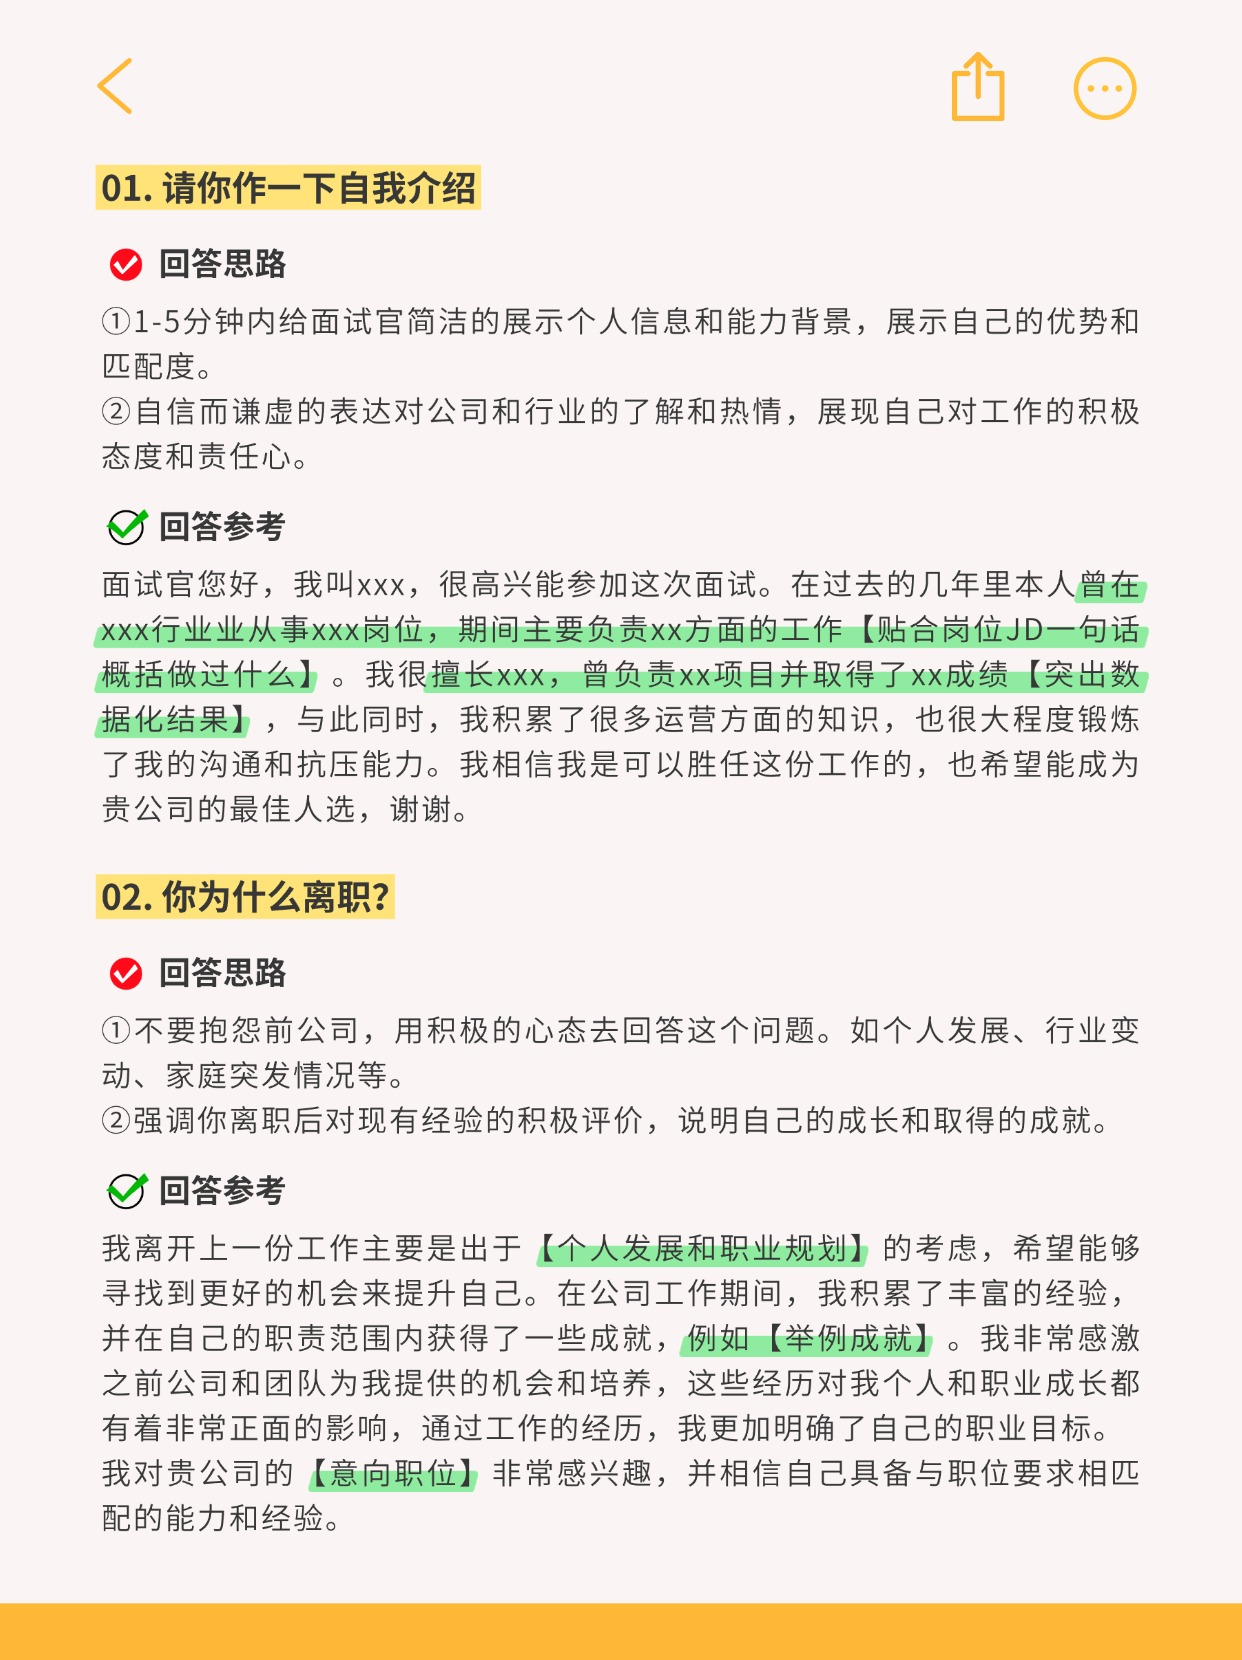 01. 请你作一下自我介绍
回答思路
①1-5分钟内给面试官简洁的展示个人信息和能力背景，展示自己的优势和
匹配度。
②自信而谦虚的表达对公司和行业的了解和热情，展现自己对工作的积极
态度和责任心。
回答参考
面试官您好，我叫xxx，很高兴能参加这次面试。在过去的几年里本人曾在
xxx行业业从事xxx岗位，期间主要负责xx方面的工作【贴合岗位JD一句话
概括做过什么】。我很擅长xxx，曾负责xx项目并取得了xx成绩【突出数
据化结果】，与此同时，我积累了很多运营方面的知识，也很大程度锻炼
了我的沟通和抗压能力。我相信我是可以胜任这份工作的，也希望能成为
贵公司的最佳人选，谢谢。
02. 你为什么离职？
回答思路
①不要抱怨前公司，用积极的心态去回答这个问题。如个人发展、行业变
动、家庭突发情况等。
②强调你离职后对现有经验的积极评价，说明自己的成长和取得的成就。
回答参考
我离开上一份工作主要是出于【个人发展和职业规划】的考虑，希望能够
寻找到更好的机会来提升自己。在公司工作期间，我积累了丰富的经验，
并在自己的职责范围内获得了一些成就，例如【举例成就】。我非常感激
之前公司和团队为我提供的机会和培养，这些经历对我个人和职业成长都
有着非常正面的影响，通过工作的经历，我更加明确了自己的职业目标。
我对贵公司的【意向职位】非常感兴趣，并相信自己具备与职位要求相匹
配的能力和经验。